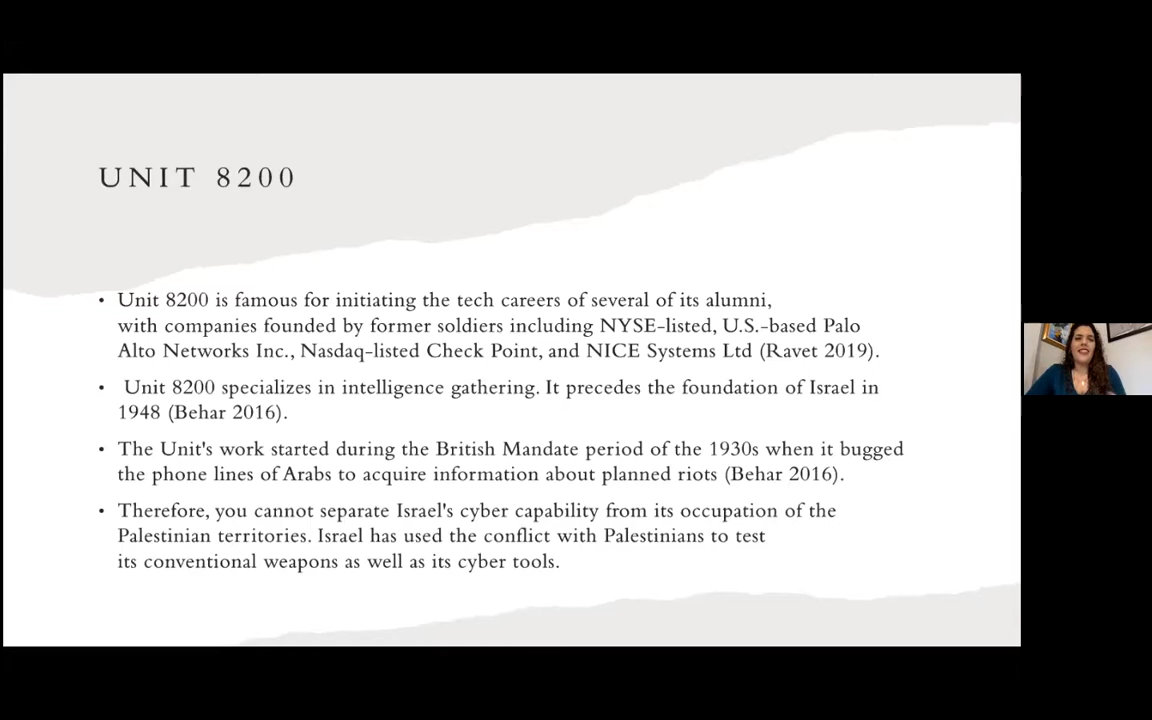 UNIT 8200
• Unit 8200 is famous for initiating the tech careers of several of its alumni,
with companies founded by former soldiers including NYSE-listed, U.S.-based Palo
Alto Networks Inc., Nasdaq-listed Check Point, and NICE Systems Ltd (Ravet 2019).
• Unit 8200 specializes in intelligence gathering. It precedes the foundation of Israel in
1948 (Behar 2016).
• The Unit's work started during the British Mandate period of the 1930s when it bugged
the phone lines of Arabs to acquire information about planned riots (Behar 2016).
• Therefore, you cannot separate Israel's cyber capability from its occupation of the
Palestinian territories. Israel has used the conflict with Palestinians to test
its conventional weapons as well as its cyber tools.